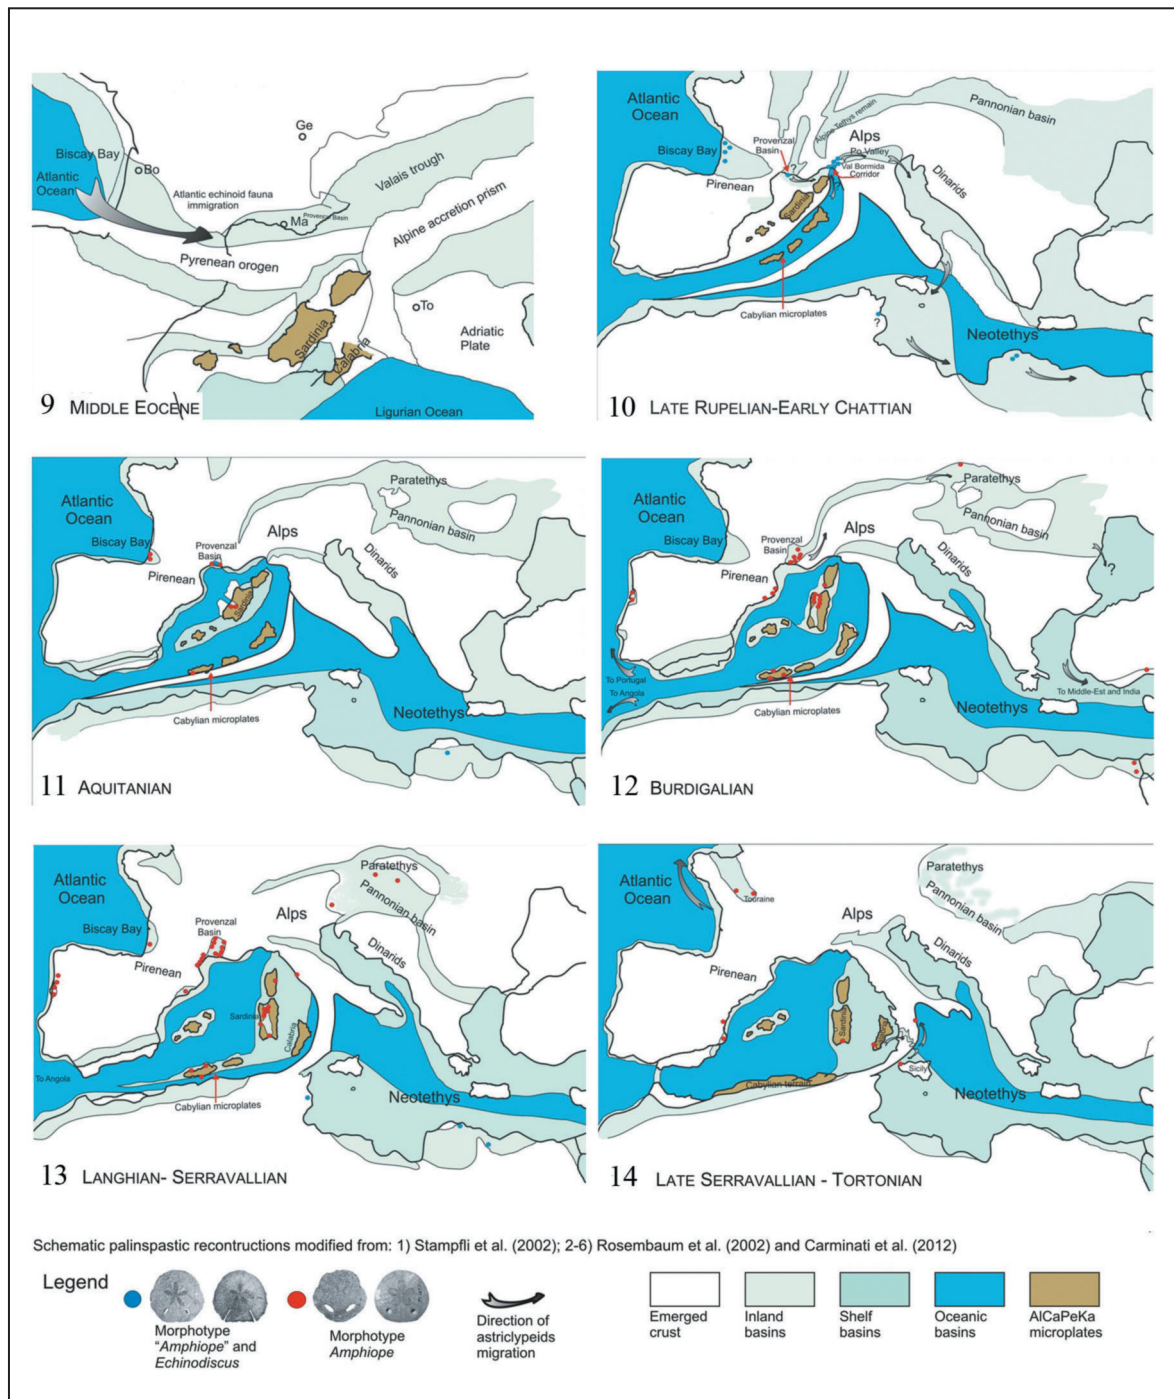 Ge
Biscay Bay
Bo
Atlantic
Ocean
Atlantic echinoid fauna
immigration
Valais trough
Provenzal Basin
Ma
Alpine accretion prism
Pyrenean orogen
To
Sardinia
Calabria
Adriatic
Plate
Ligurian Ocean
9 MIDDLE EOCENE
Atlantic
Ocean
Pannonian basin
Alpine Tethys remain
Alps
Provenzal
Basin
Po Valley
Biscay Bay
?
Val Bormida
Corridor
Pirenean
Dinarids
Sardinia
Cabylian microplates
?
Neotethys
10 LATE RUPELIAN-EARLY CHATTIAN
Paratethys
Atlantic
Ocean
Pannonian basin
Biscay Bay
Provenzal
Basin
Alps
Pirenean
Dinarids
Sardinia
Neotethys
Cabylian microplates
11 AQUITANIAN
Paratethys
Atlantic
Ocean
Pannonian basin
Biscay Bay
Provenzal
Basin
Alps
?
Pirenean
Dinarids
To Portugal
To Angola
To Middle-Est and India
Cabylian microplates
Neotethys
12 BURDIGALIAN
Paratethys
Atlantic
Ocean
Pannonian basin
Biscay Bay
Provenzal
Basin
Alps
Pirenean
Dinarids
Sardinia
Calabria
To Angola
Neotethys
Cabylian microplates
13 LANGHIAN- SERRAVALLIAN
Paratethys
Atlantic
Ocean
Touraine
Pannonian basin
Alps
Dinarids
Pirenean
Sardinia
Sicily
Cabylian terrain
Neotethys
14 LATE SERRAVALLIAN - TORTONIAN
Schematic palinspastic recontructions modified from: 1) Stampfli et al. (2002); 2-6) Rosembaum et al. (2002) and Carminati et al. (2012)
Legend
Morphotype
"Amphiope" and
Echinodiscus
Morphotype
Amphiope
Direction of
astriclypeids
migration
Emerged
crust
Inland
basins
Shelf
basins
Oceanic
basins
AlCaPeKa
microplates